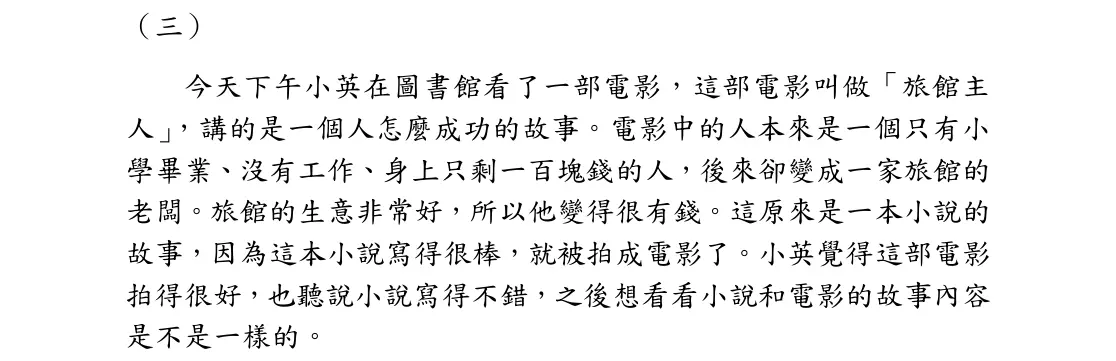 （三）
今天下午小英在圖書館看了一部電影，這部電影叫做「旅館主
人」，講的是一個人怎麼成功的故事。電影中的人本來是一個只有小
學畢業、沒有工作、身上只剩一百塊錢的人，後來卻變成一家旅館的
老闆。旅館的生意非常好，所以他變得很有錢。這原來是一本小說的
故事，因為這本小說寫得很棒，就被拍成電影了。小英覺得這部電影
拍得很好，也聽說小說寫得不錯，之後想看看小說和電影的故事內容
是不是一樣的。